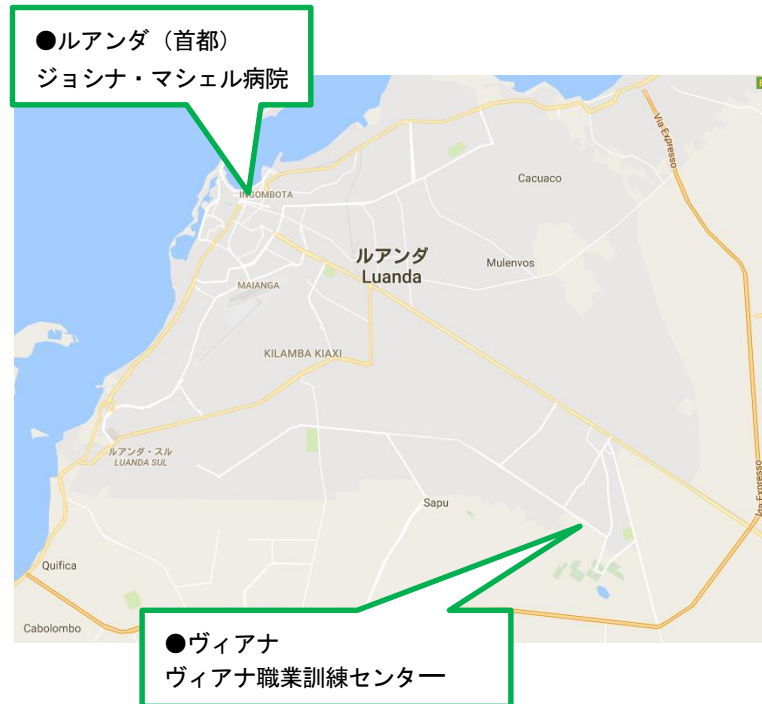 ●ルアンダ（首都）
ジョシナ・マシェル病院
INGOMBOTA
Via Expresso
Cacuaco
ルアンダ
Luanda
Mulenvos
MAIANGA
KILAMBA KIAXI
ルアンダ・スル
LUANDA SUL
Via Expresso
Sapu
Quifica
Cabolombo
●ヴィアナ
ヴィアナ職業訓練センター